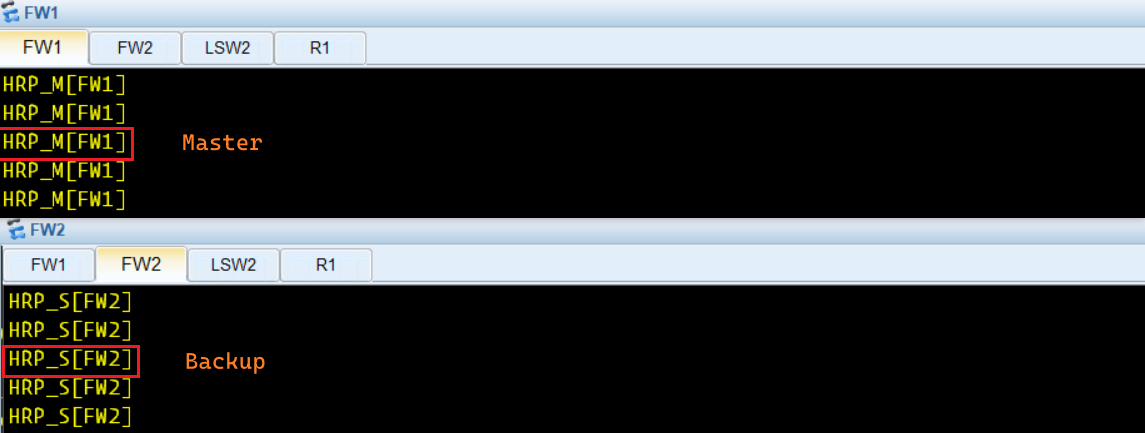 FW1
FW1 FW2 LSW2 R1
HRP_M[FW1]
HRP_M[FW1]
HRP_M[FW1] Master
HRP_M[FW1]
HRP_M[FW1]
FW2
FW1 FW2 LSW2 R1
HRP_S[FW2]
HRP_S[FW2]
HRP_S[FW2] Backup
HRP_S[FW2]
HRP_S[FW2]